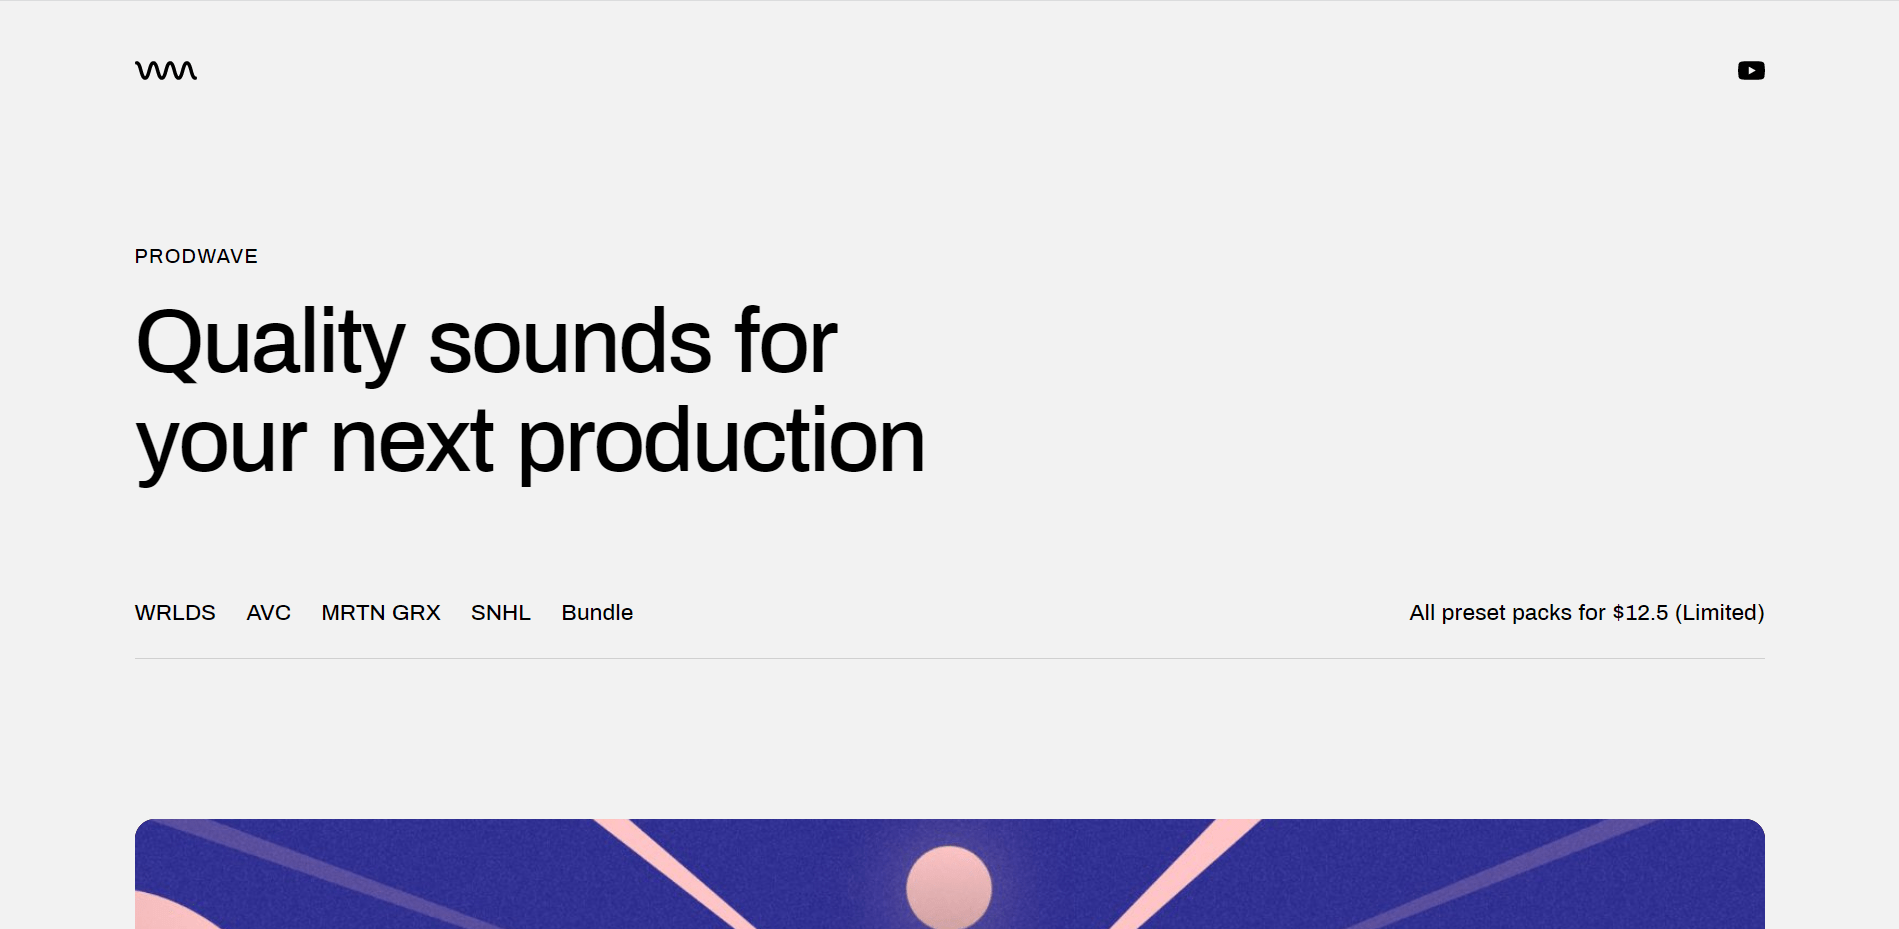 PRODWAVE
Quality sounds for
your next production
WRLDS AVC MRTN GRX SNHL Bundle
All preset packs for $12.5 (Limited)